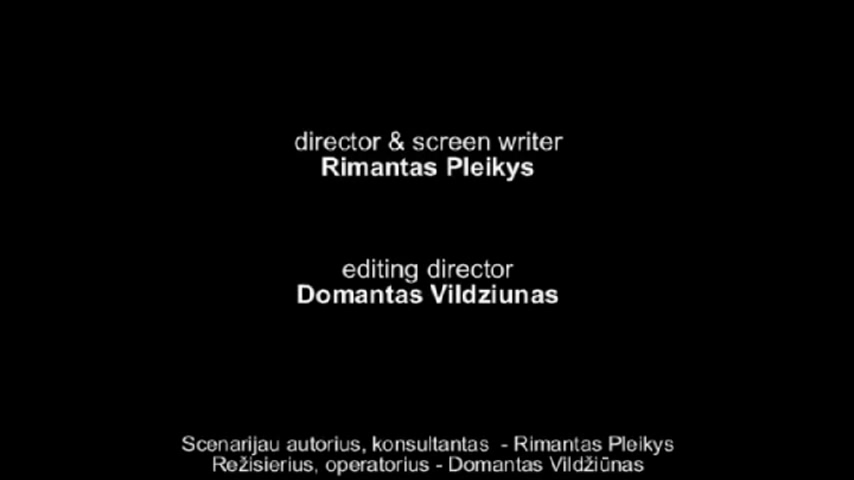 director & screen writer
Rimantas Pleikys
editing director
Domantas Vildziunas
Scenarijau autorius, konsultantas - Rimantas Pleikys
Režisierius, operatorius - Domantas Vildžiūnas